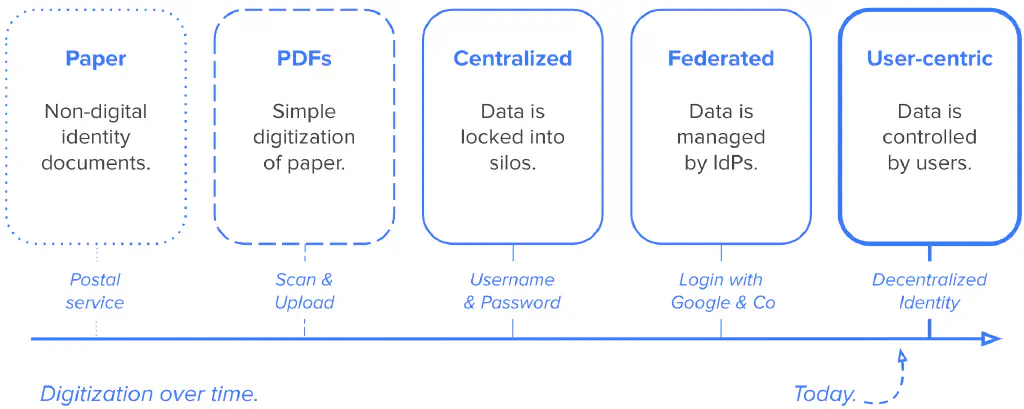 Paper
Non-digital
identity
documents.
PDFs
Simple
digitization
of paper.
Centralized
Data is
locked into
silos.
Federated
Data is
managed
by IdPs.
User-centric
Data is
controlled
by users.
Postal
service
Scan &
Upload
Username
& Password
Login with
Google & Co
Decentralized
Identity
Digitization over time.
Today.